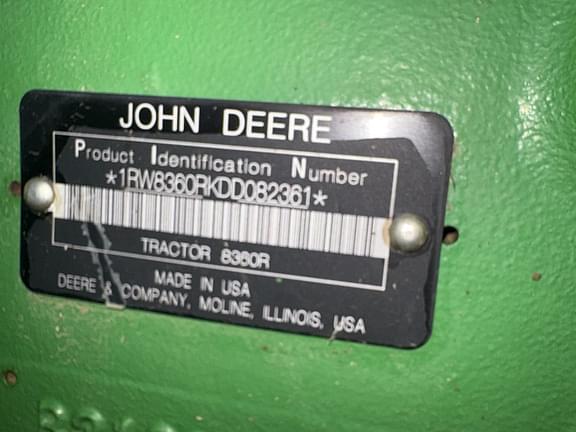 JOHN DEERE
Product Identification Number
*1RW8360RKDD082361*
TRACTOR 8360R
MADE IN USA
DEERE & COMPANY, MOLINE, ILLINOIS, USA